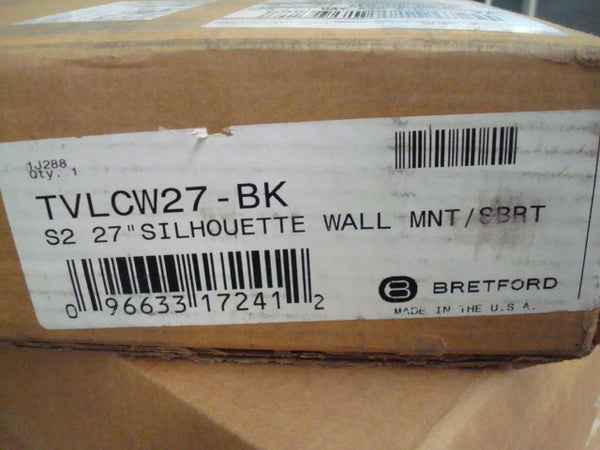 1J288
Qty. 1
TVLCW27-BK
S2 27" SILHOUETTE WALL MNT/SBRT
0 96633 17241 2
B BRETFORD
MADE IN THE U.S.A.